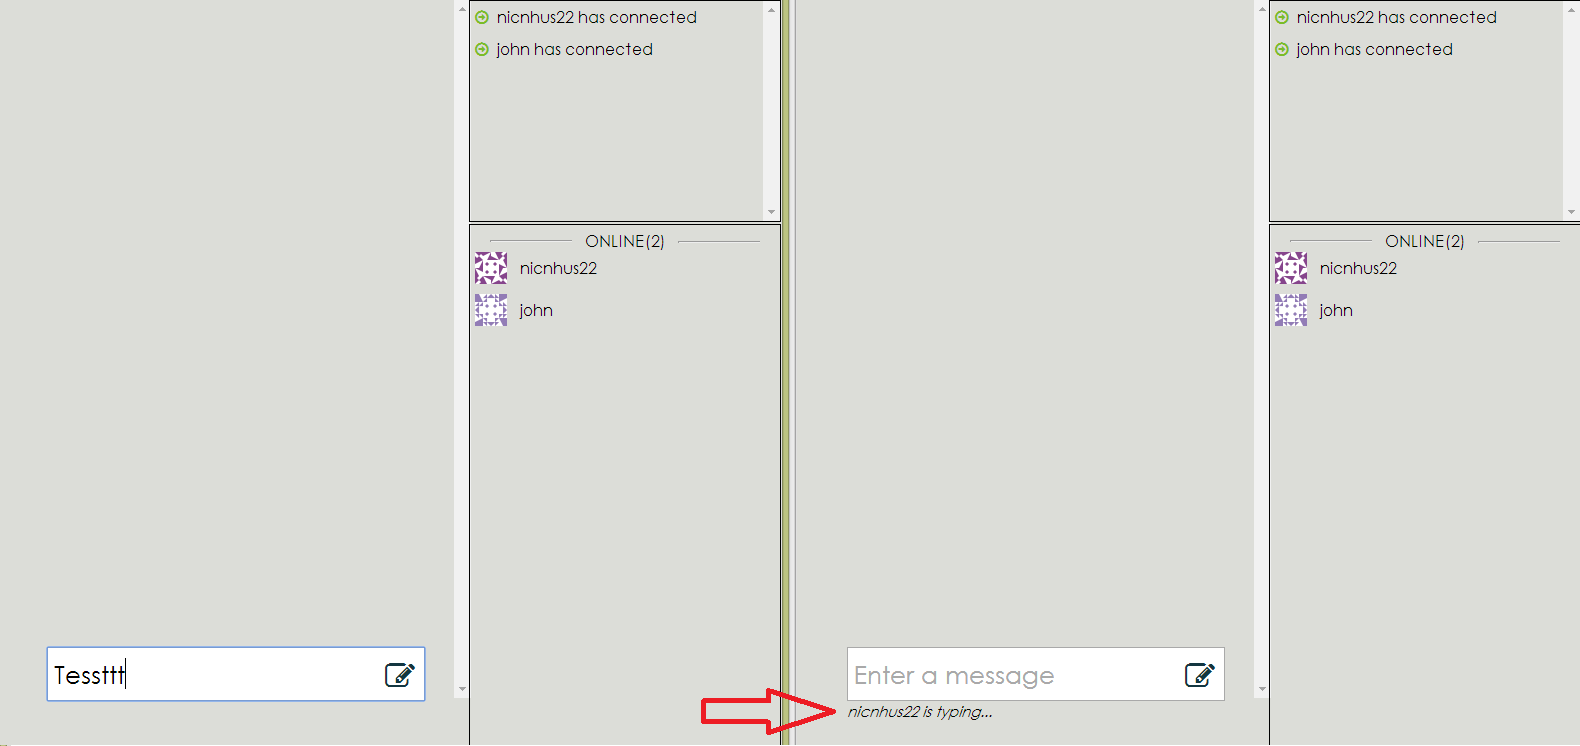 nicnhus22 has connected
john has connected
ONLINE(2)
nicnhus22
john
Tessttt
nicnhus22 has connected
john has connected
ONLINE(2)
nicnhus22
john
Enter a message
nicnhus22 is typing...